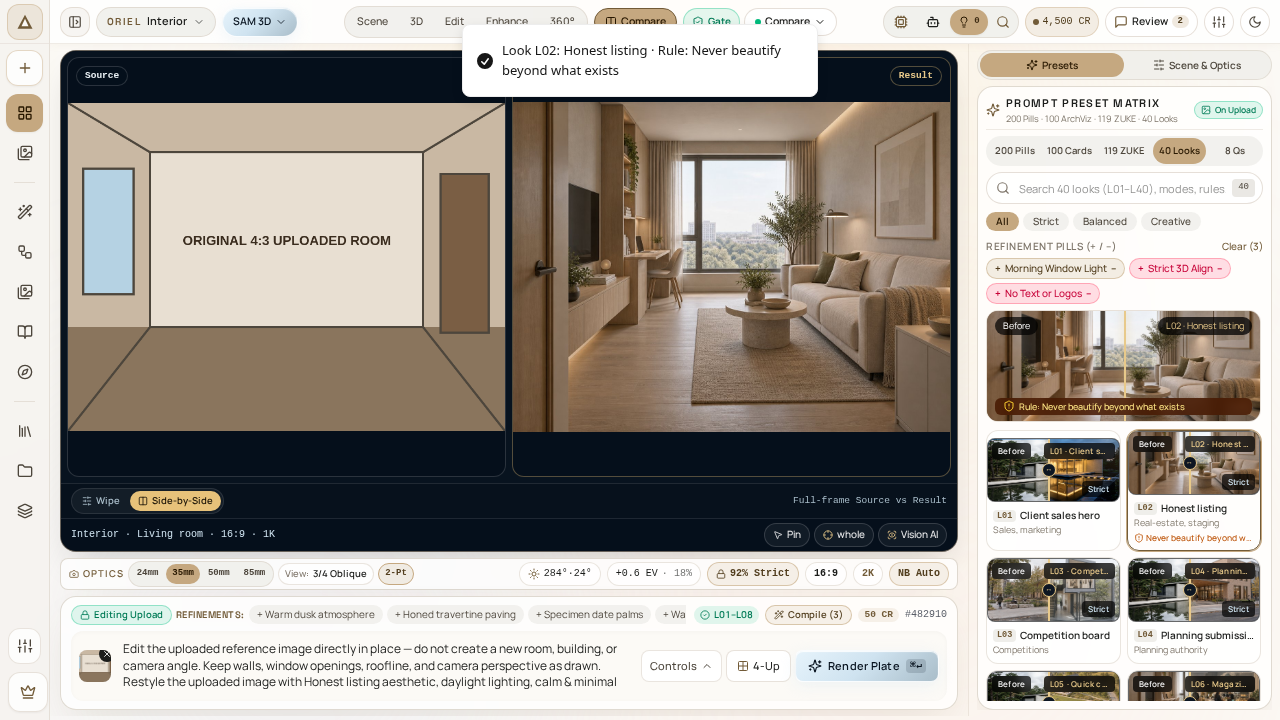 ORIEL Interior
SAM 3D
Scene
3D
Edit
Enhance
360°
Compare
Gate
Compare
0
4,500 CR
Review 2
Look L02: Honest listing · Rule: Never beautify
beyond what exists
Source
Result
ORIGINAL 4:3 UPLOADED ROOM
Wipe
Side-by-Side
Full-frame Source vs Result
Interior · Living room · 16:9 · 1K
Pin
whole
Vision AI
OPTICS
24mm
35mm
50mm
85mm
View: 3/4 Oblique
2-Pt
284°·24°
+0.6 EV · 18%
92% Strict
16:9
2K
NB Auto
Editing Upload
REFINEMENTS:
+ Warm dusk atmosphere
+ Honed travertine paving
+ Specimen date palms
+ Wa
L01–L08
Compile (3)
50 CR
#482910
Edit the uploaded reference image directly in place — do not create a new room, building, or
camera angle. Keep walls, window openings, roofline, and camera perspective as drawn.
Restyle the uploaded image with Honest listing aesthetic, daylight lighting, calm & minimal
Controls
4-Up
Render Plate
Presets
Scene & Optics
PROMPT PRESET MATRIX
200 Pills · 100 ArchViz · 119 ZUKE · 40 Looks
On Upload
200 Pills
100 Cards
119 ZUKE
40 Looks
8 Qs
Search 40 looks (L01–L40), modes, rules
40
All
Strict
Balanced
Creative
REFINEMENT PILLS (+ / −)
Clear (3)
+ Morning Window Light −
+ Strict 3D Align −
+ No Text or Logos −
Before
L02 · Honest listing
Rule: Never beautify beyond what exists
Before
L01 · Client s...
Strict
L01 Client sales hero
Sales, marketing
Before
L02 · Honest ...
Strict
L02 Honest listing
Real-estate, staging
Never beautify beyond w...
Before
L03 · Compet...
Strict
L03 Competition board
Competitions
Before
L04 · Plannin...
Strict
L04 Planning submissi...
Planning authority
Before
L05 · Quick c...
Before
L06 · Magazi...